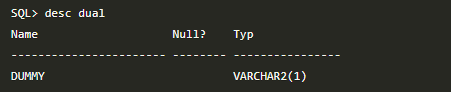 SQL> desc dual
Name                    Null?    Typ
----------------------- -------- ----------------
DUMMY                            VARCHAR2(1)